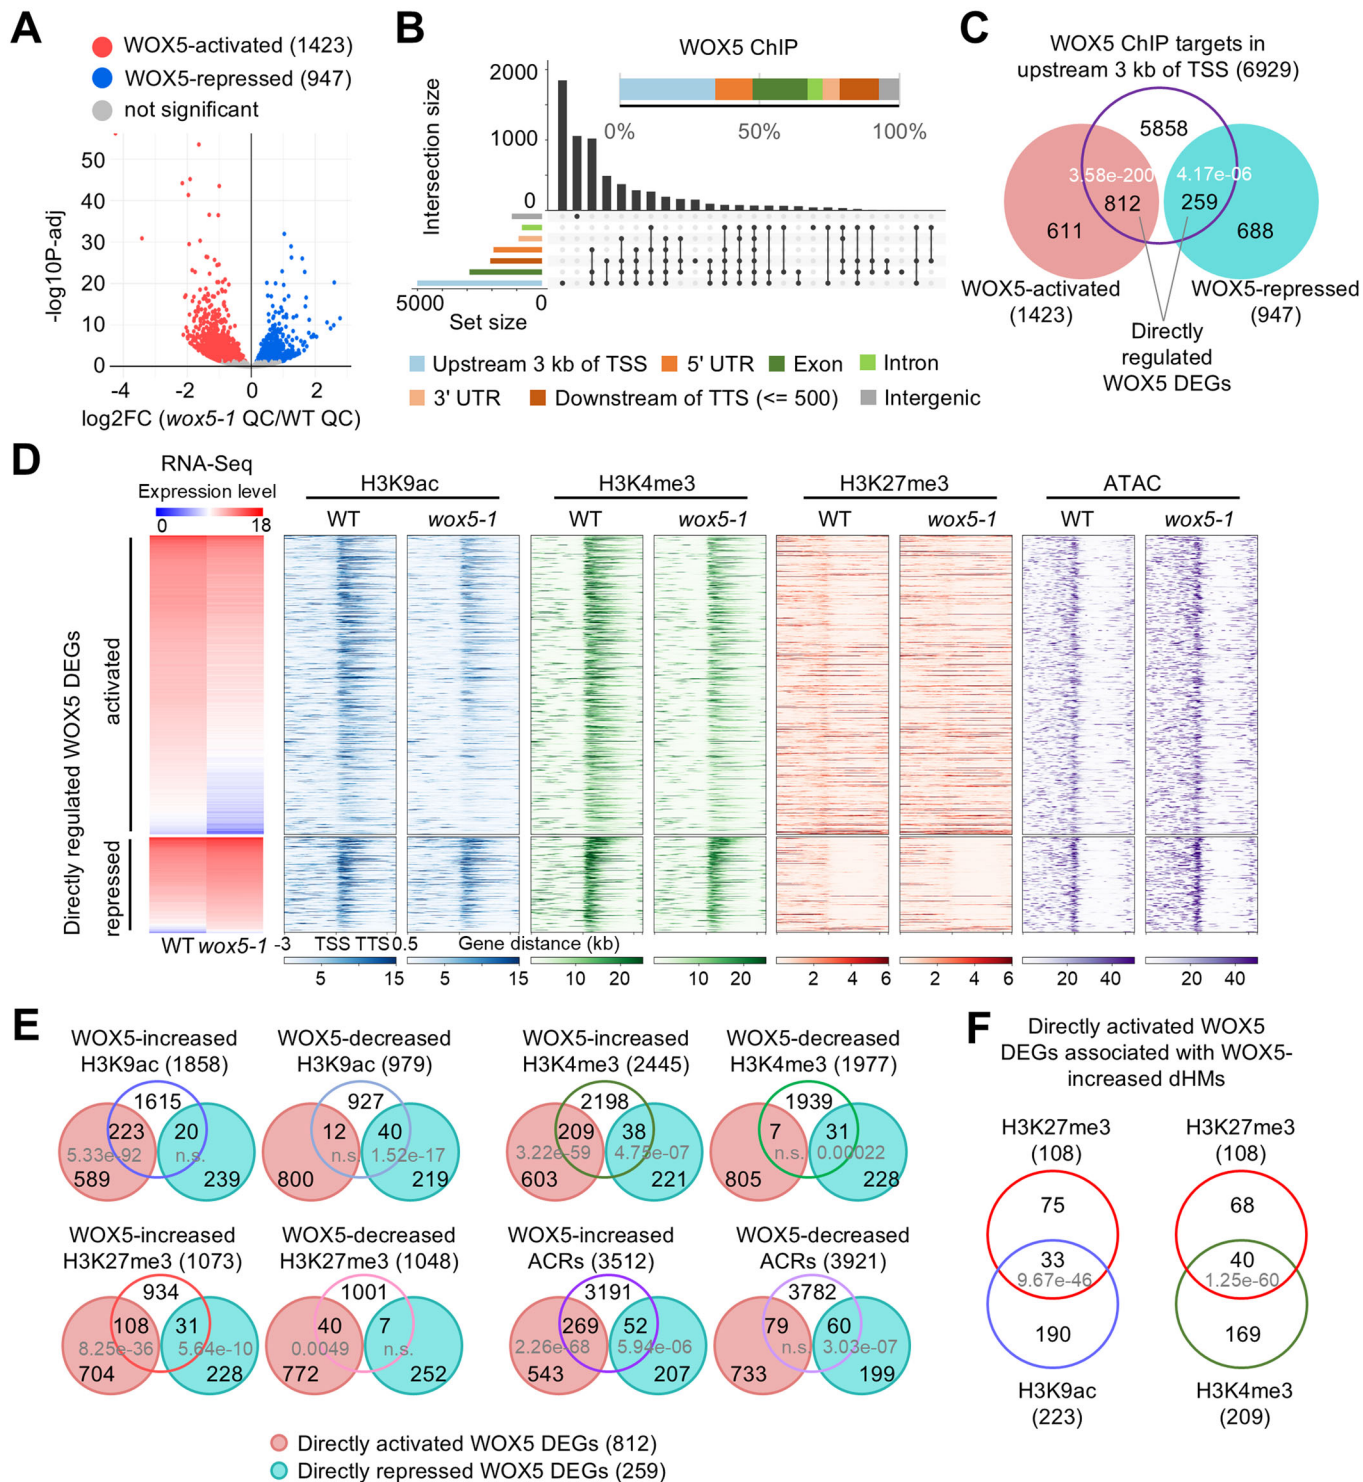 A
WOX5-activated (1423)
WOX5-repressed (947)
not significant
-log10P-adj
50
40
30
20
10
0
-4
-2
0
2
log2FC (wox5-1 QC/WT QC)
B
WOX5 ChIP
Intersection size
2000
1000
0
0%
50%
100%
5000
0
Set size
Upstream 3 kb of TSS
5' UTR
Exon
Intron
3' UTR
Downstream of TTS (<= 500)
Intergenic
C
WOX5 ChIP targets in
upstream 3 kb of TSS (6929)
5858
3.58e-200
4.17e-06
812
259
611
688
WOX5-activated
(1423)
WOX5-repressed
(947)
Directly
regulated
WOX5 DEGs
D
RNA-Seq
Expression level
0
18
H3K9ac
H3K4me3
H3K27me3
ATAC
WT
wox5-1
WT
wox5-1
WT
wox5-1
WT
wox5-1
Directly regulated WOX5 DEGs
activated
repressed
WT wox5-1
-3 TSS TTS 0.5
Gene distance (kb)
5 15
5 15
10 20
10 20
2 4 6
2 4 6
20 40
20 40
E
WOX5-increased
H3K9ac (1858)
1615
223
20
5.33e-92
n.s.
589
239
WOX5-decreased
H3K9ac (979)
927
12
40
n.s.
1.52e-17
800
219
WOX5-increased
H3K4me3 (2445)
2198
209
38
3.22e-59
4.75e-07
603
221
WOX5-decreased
H3K4me3 (1977)
1939
7
31
n.s.
0.00022
805
228
WOX5-increased
H3K27me3 (1073)
934
108
31
8.25e-36
5.64e-10
704
228
WOX5-decreased
H3K27me3 (1048)
1001
40
7
0.0049
n.s.
772
252
WOX5-increased
ACRs (3512)
3191
269
52
2.26e-68
5.94e-06
543
207
WOX5-decreased
ACRs (3921)
3782
79
60
n.s.
3.03e-07
733
199
Directly activated WOX5 DEGs (812)
Directly repressed WOX5 DEGs (259)
F
Directly activated WOX5
DEGs associated with WOX5-
increased dHMs
H3K27me3
(108)
75
33
9.67e-46
190
H3K9ac
(223)
H3K27me3
(108)
68
40
1.25e-60
169
H3K4me3
(209)